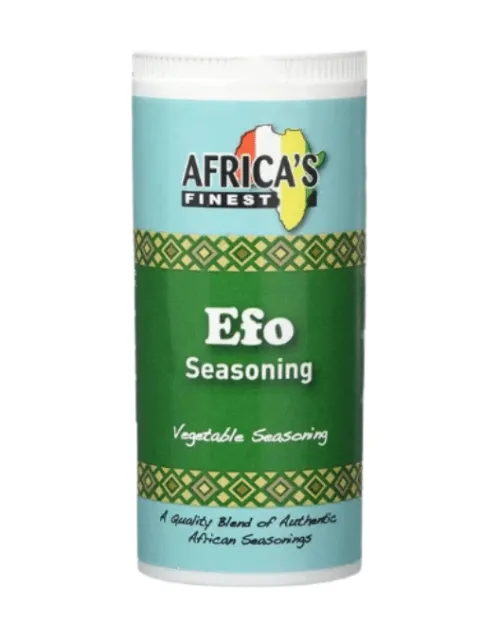 AFRICA'S
FINEST
Efo
Seasoning
Vegetable Seasoning
A Quality Blend of Authentic
African Seasonings